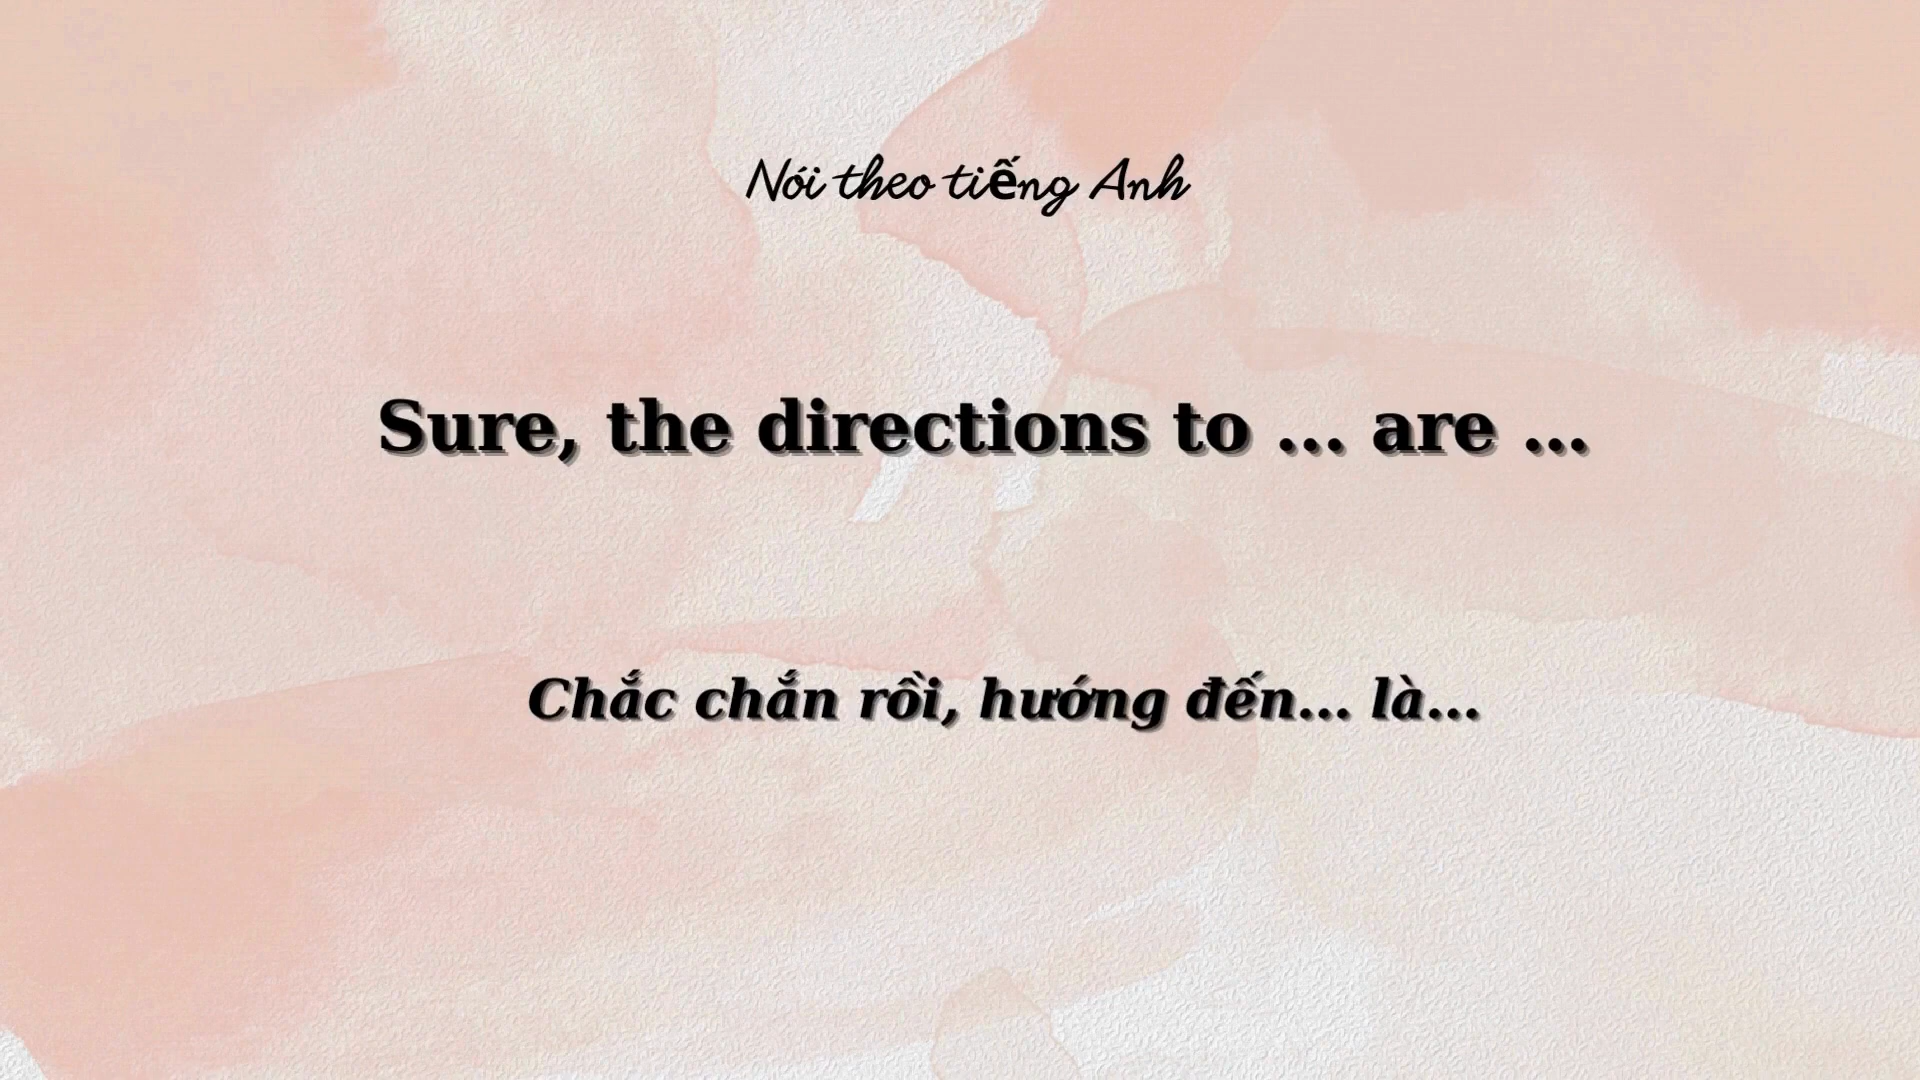 Nói theo tiếng Anh
Sure, the directions to ... are ...
Chắc chắn rồi, hướng đến... là...